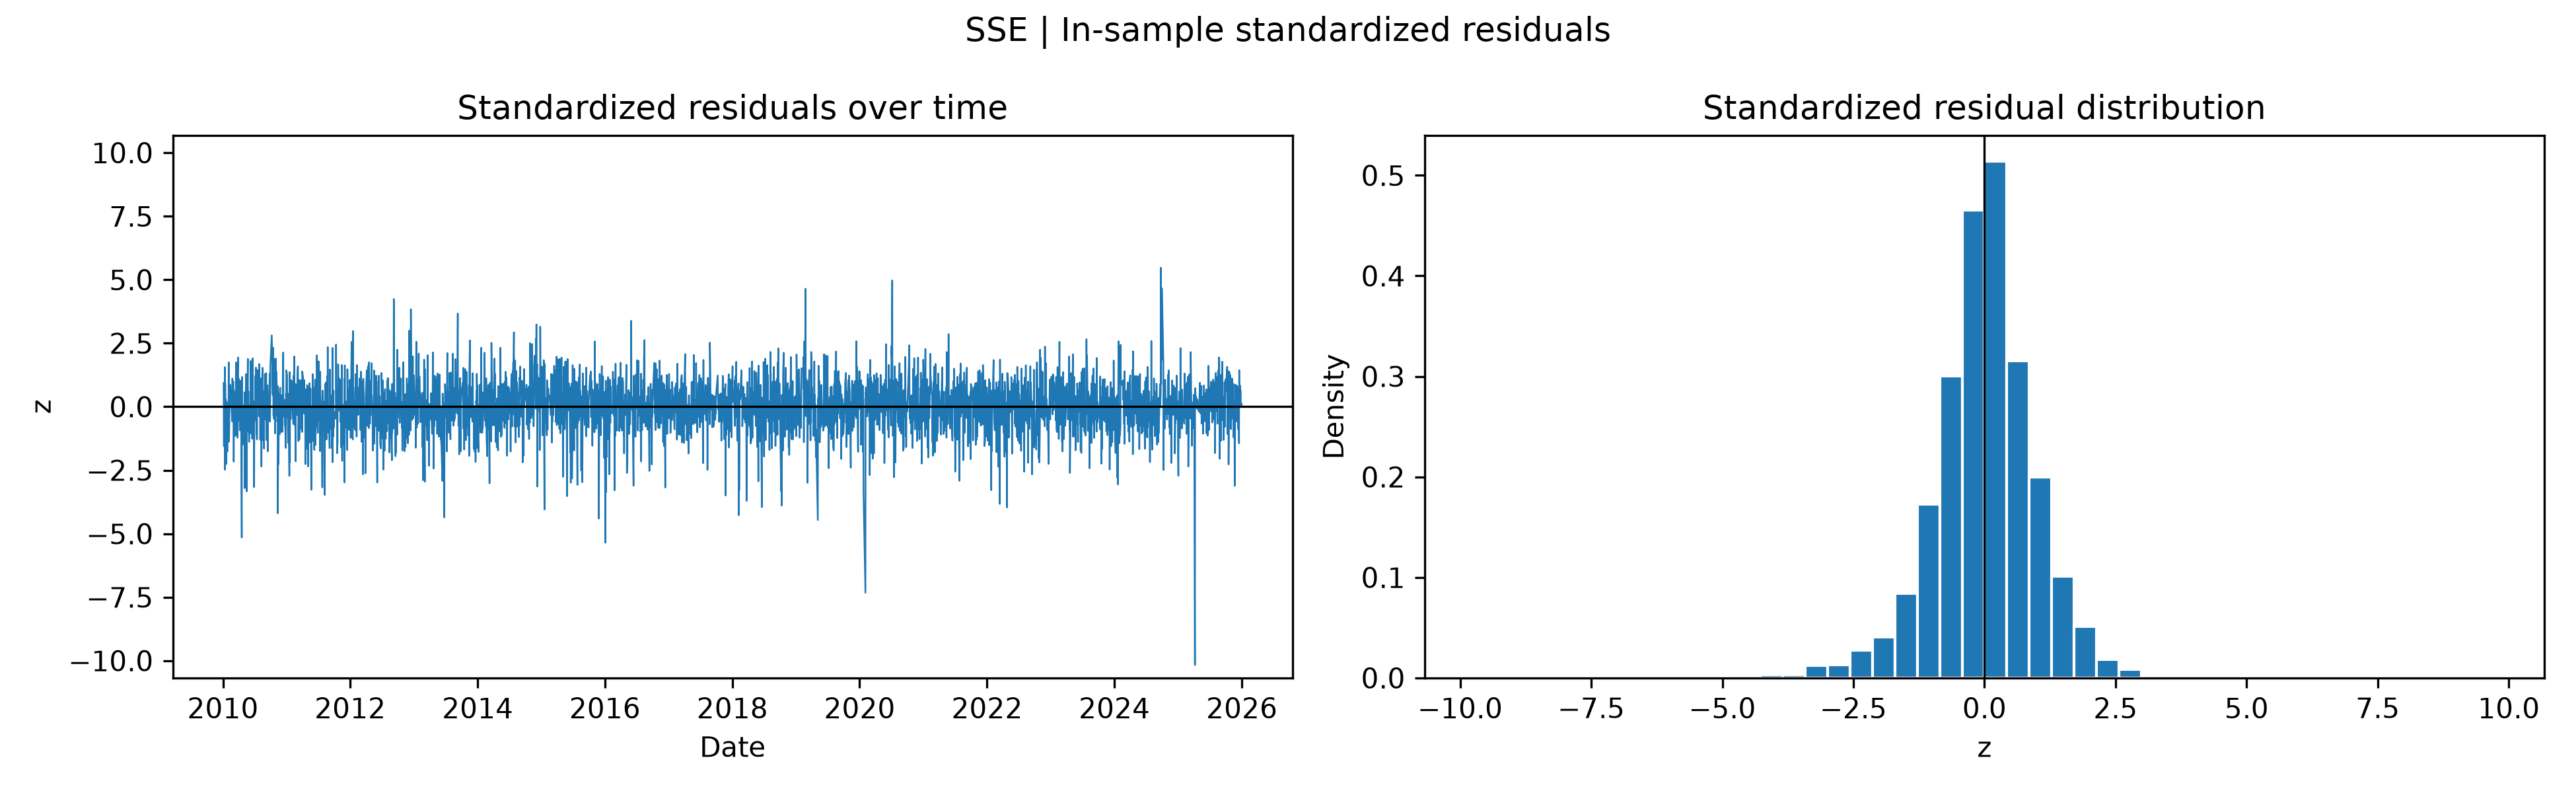 SSE | In-sample standardized residuals
Standardized residuals over time
10.0
7.5
5.0
2.5
0.0
−2.5
−5.0
−7.5
−10.0
z
2010 2012 2014 2016 2018 2020 2022 2024 2026
Date
Standardized residual distribution
0.5
0.4
0.3
0.2
0.1
0.0
Density
−10.0 −7.5 −5.0 −2.5 0.0 2.5 5.0 7.5 10.0
z